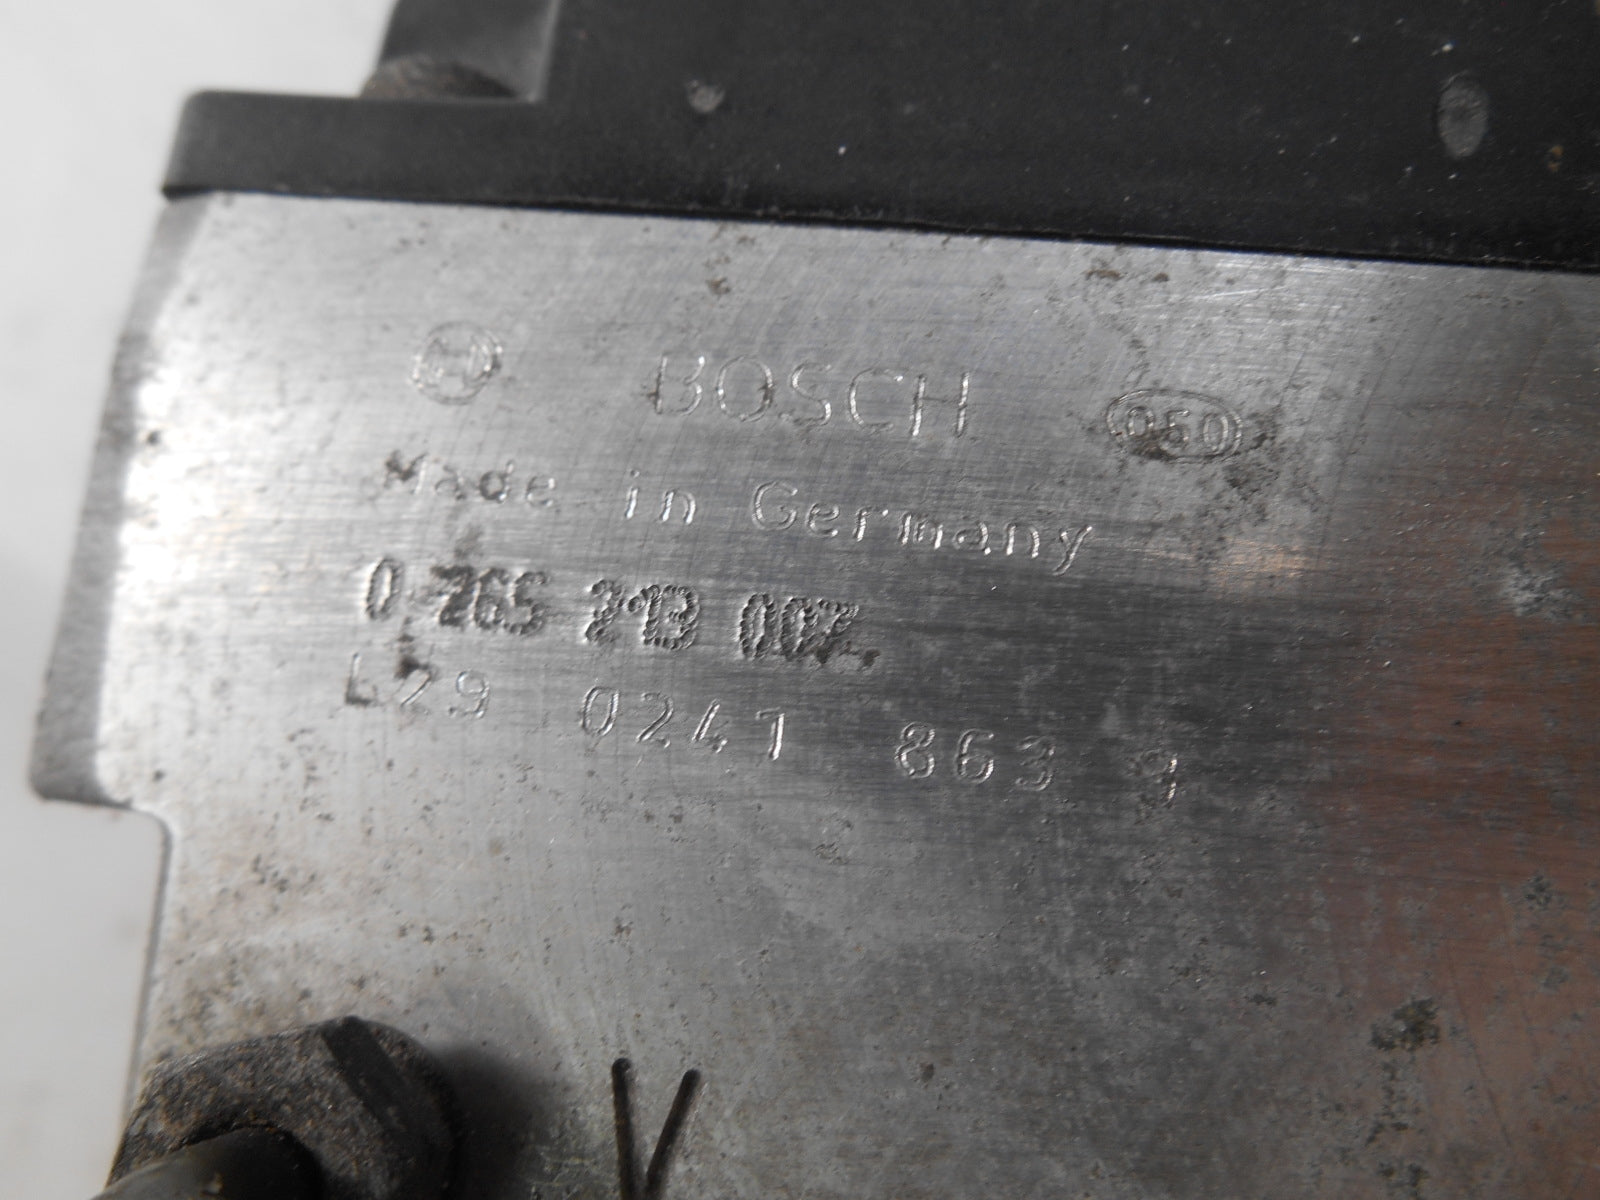 BOSCH 050
Made in Germany
0 265 213 002
L29 0241 863 9
V